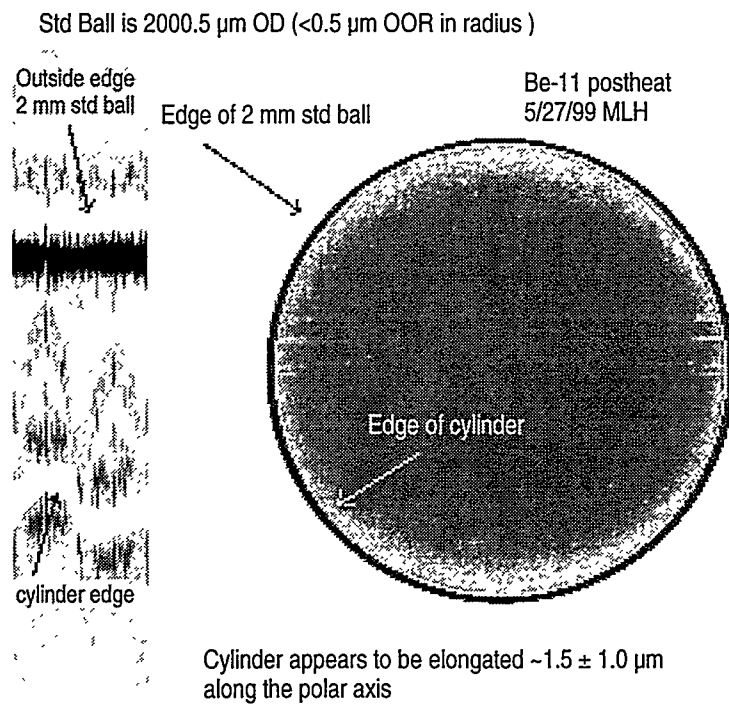 Std Ball is 2000.5 µm OD (<0.5 µm OOR in radius )
Outside edge
2 mm std ball
Edge of 2 mm std ball
Be-11 postheat
5/27/99 MLH
Edge of cylinder
cylinder edge
Cylinder appears to be elongated ~1.5 ± 1.0 µm
along the polar axis